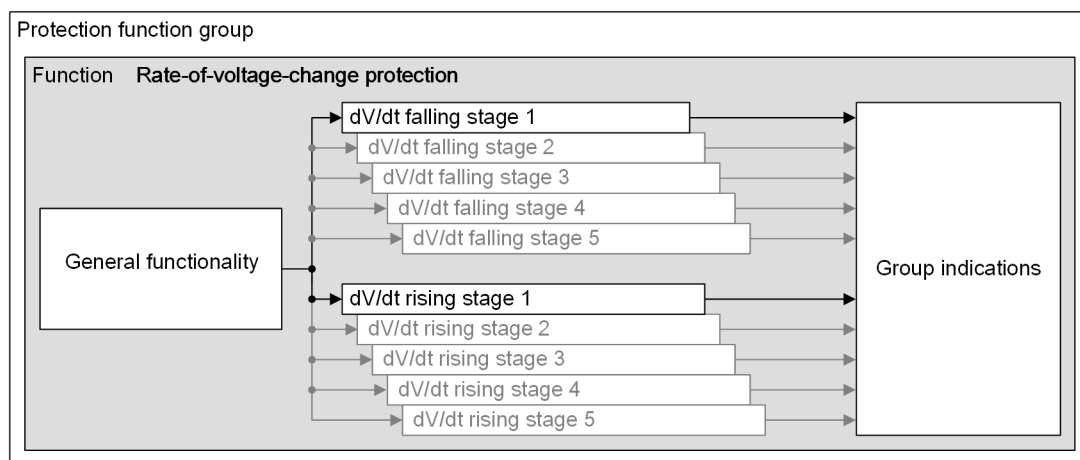 Protection function group
Function Rate-of-voltage-change protection
dV/dt falling stage 1
dV/dt falling stage 2
dV/dt falling stage 3
dV/dt falling stage 4
dV/dt falling stage 5
General functionality
Group indications
dV/dt rising stage 1
dV/dt rising stage 2
dV/dt rising stage 3
dV/dt rising stage 4
dV/dt rising stage 5